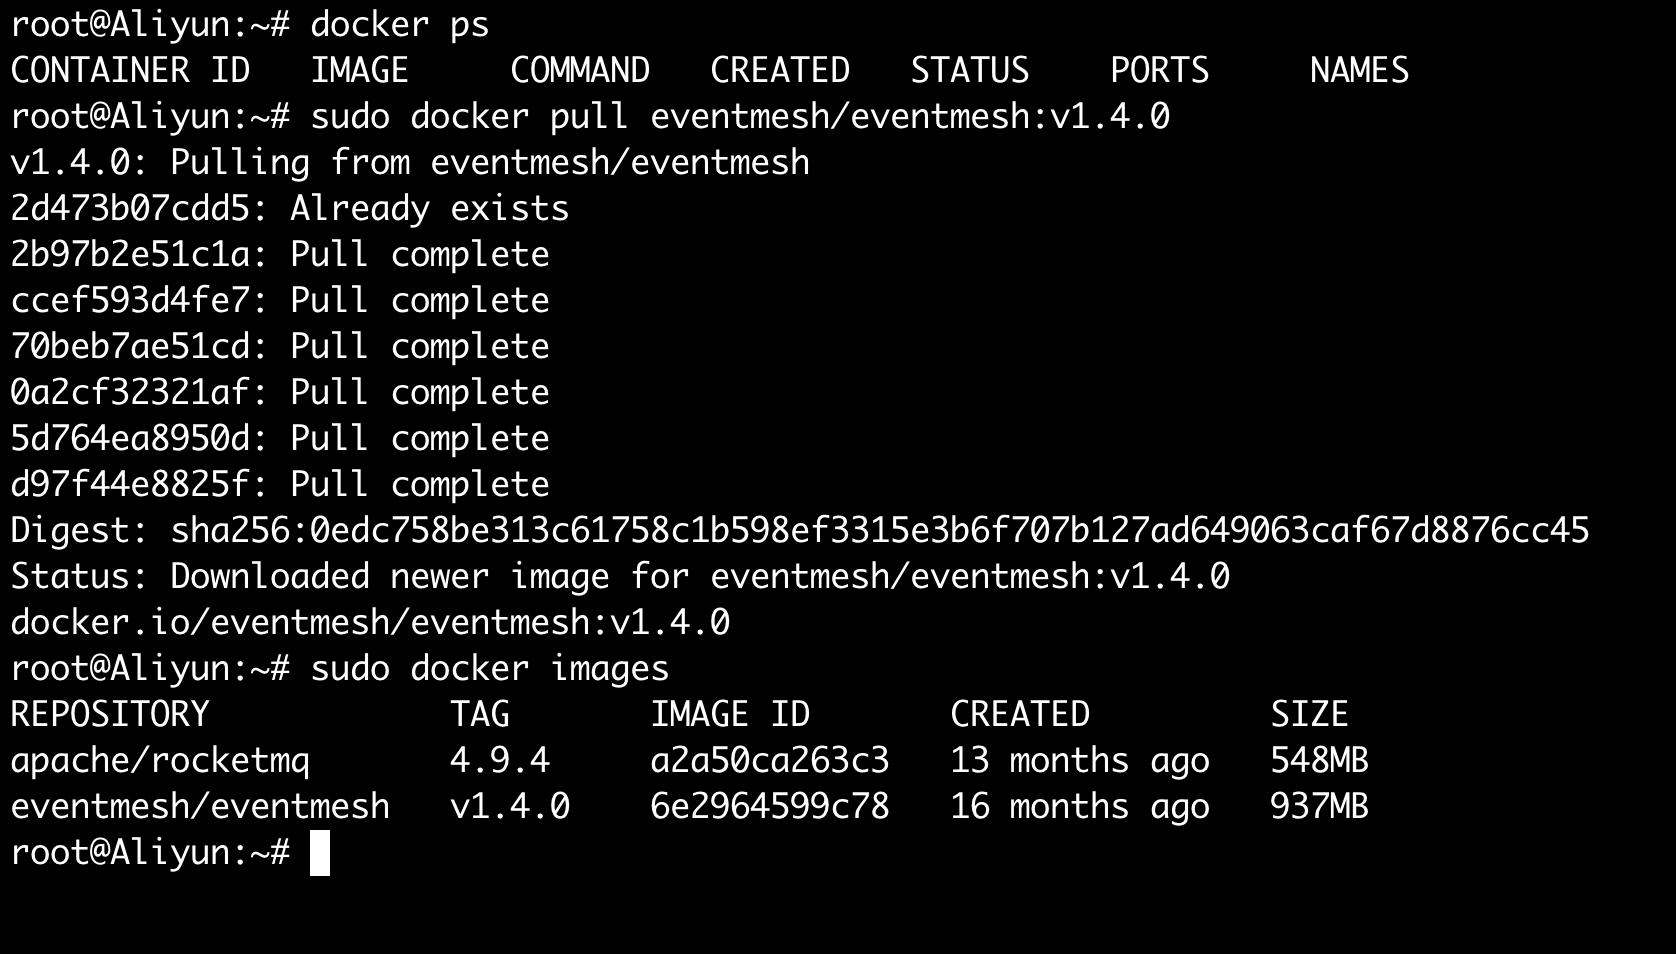 root@Aliyun:~# docker ps
CONTAINER ID   IMAGE     COMMAND   CREATED   STATUS    PORTS     NAMES
root@Aliyun:~# sudo docker pull eventmesh/eventmesh:v1.4.0
v1.4.0: Pulling from eventmesh/eventmesh
2d473b07cdd5: Already exists
2b97b2e51c1a: Pull complete
ccef593d4fe7: Pull complete
70beb7ae51cd: Pull complete
0a2cf32321af: Pull complete
5d764ea8950d: Pull complete
d97f44e8825f: Pull complete
Digest: sha256:0edc758be313c61758c1b598ef3315e3b6f707b127ad649063caf67d8876cc45
Status: Downloaded newer image for eventmesh/eventmesh:v1.4.0
docker.io/eventmesh/eventmesh:v1.4.0
root@Aliyun:~# sudo docker images
REPOSITORY            TAG       IMAGE ID       CREATED         SIZE
apache/rocketmq       4.9.4     a2a50ca263c3   13 months ago   548MB
eventmesh/eventmesh   v1.4.0    6e2964599c78   16 months ago   937MB
root@Aliyun:~#